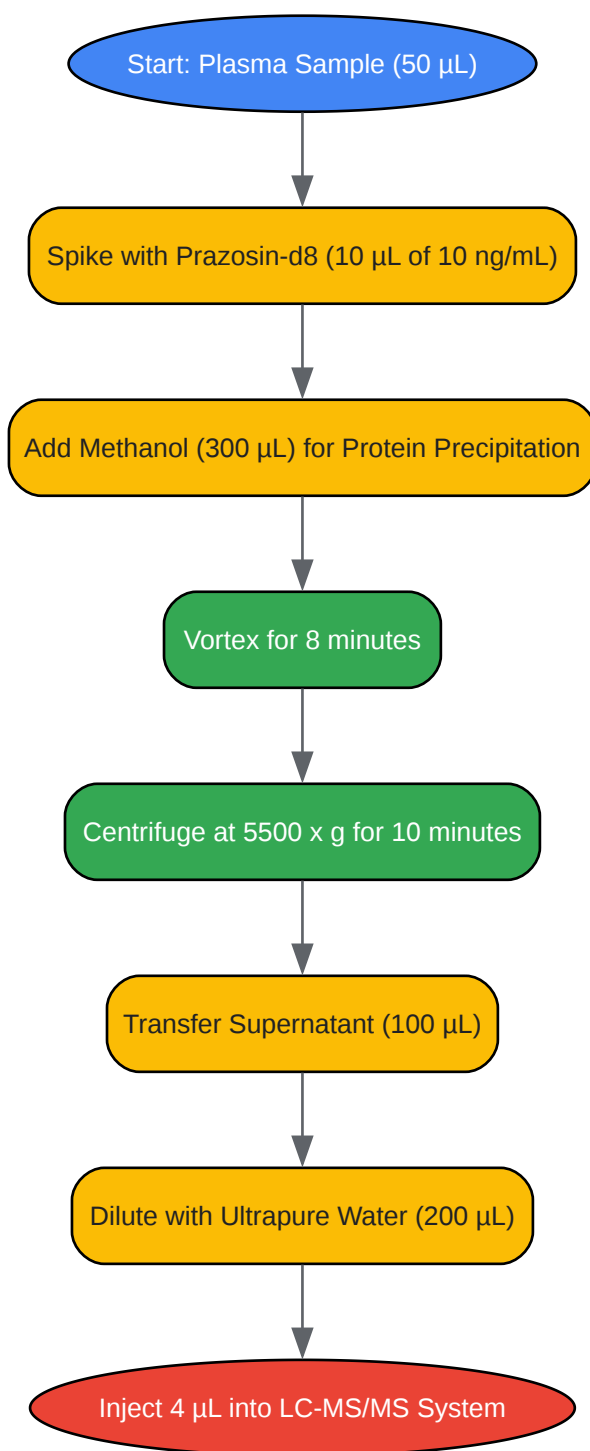 Start: Plasma Sample (50 µL)
Spike with Prazosin-d8 (10 µL of 10 ng/mL)
Add Methanol (300 µL) for Protein Precipitation
Vortex for 8 minutes
Centrifuge at 5500 x g for 10 minutes
Transfer Supernatant (100 µL)
Dilute with Ultrapure Water (200 µL)
Inject 4 µL into LC-MS/MS System